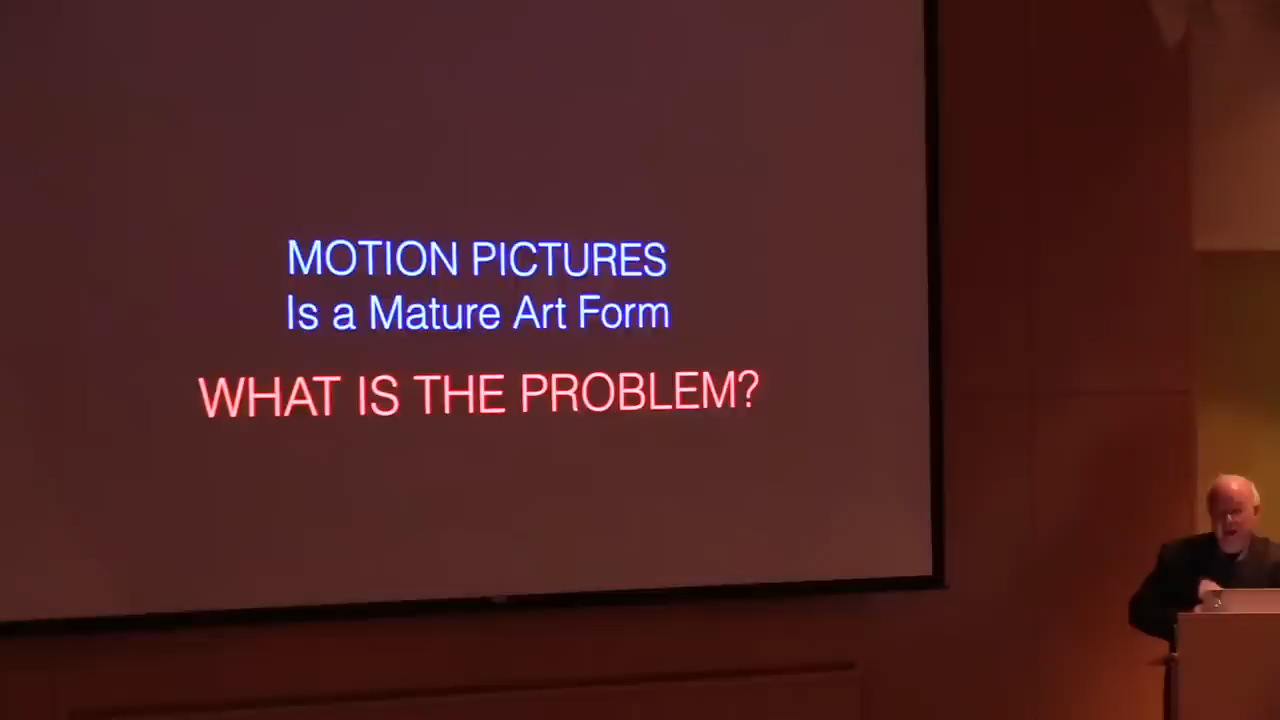 MOTION PICTURES
Is a Mature Art Form
WHAT IS THE PROBLEM?